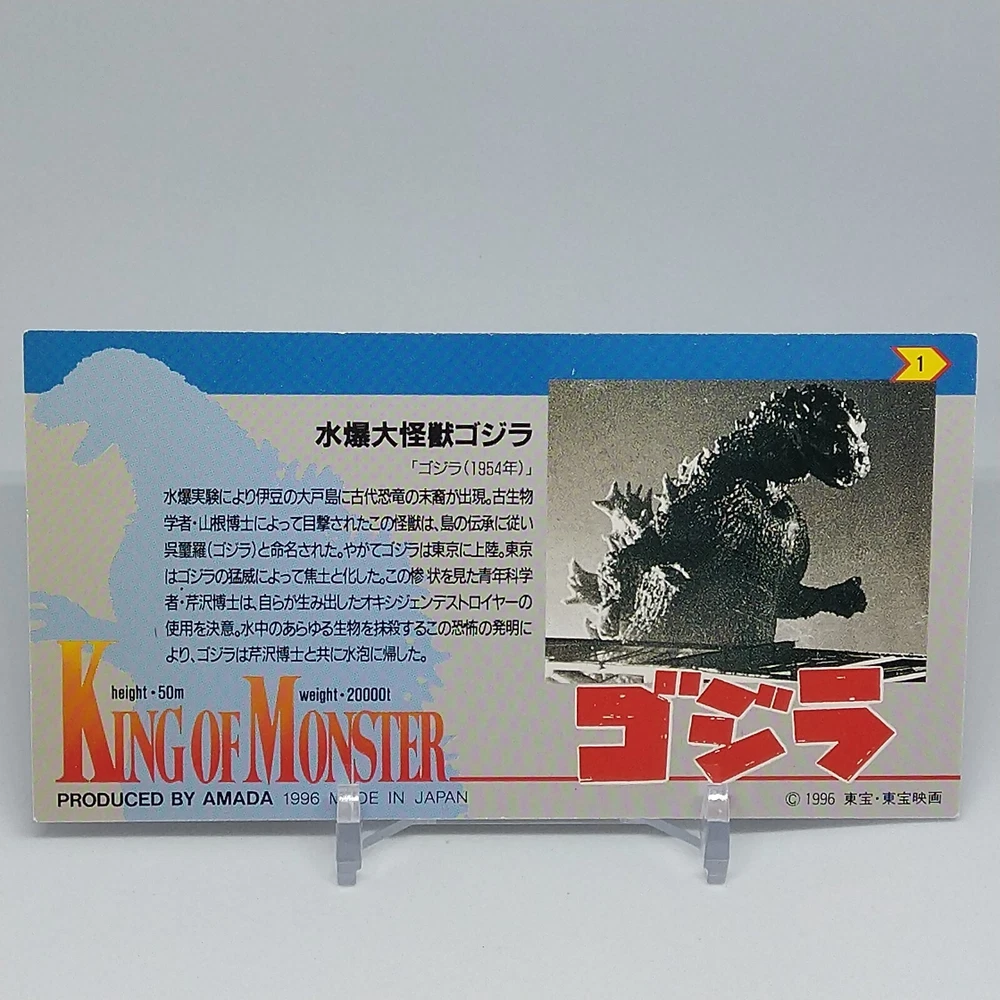 1
水爆大怪獣ゴジラ
「ゴジラ(1954年)」
水爆実験により伊豆の大戸島に古代恐竜の末裔が出現。古生物
学者・山根博士によって目撃されたこの怪獣は、島の伝承に従い
呉璽羅(ゴジラ)と命名された。やがてゴジラは東京に上陸。東京
はゴジラの猛威によって焦土と化した。この惨状を見た青年科学
者・芹沢博士は、自らが生み出したオキシジェンデストロイヤーの
使用を決意。水中のあらゆる生物を抹殺するこの恐怖の発明に
より、ゴジラは芹沢博士と共に水泡に帰した。
height・50m weight・20000t
KING OF MONSTER
ゴジラ
PRODUCED BY AMADA 1996 MADE IN JAPAN
© 1996 東宝・東宝映画